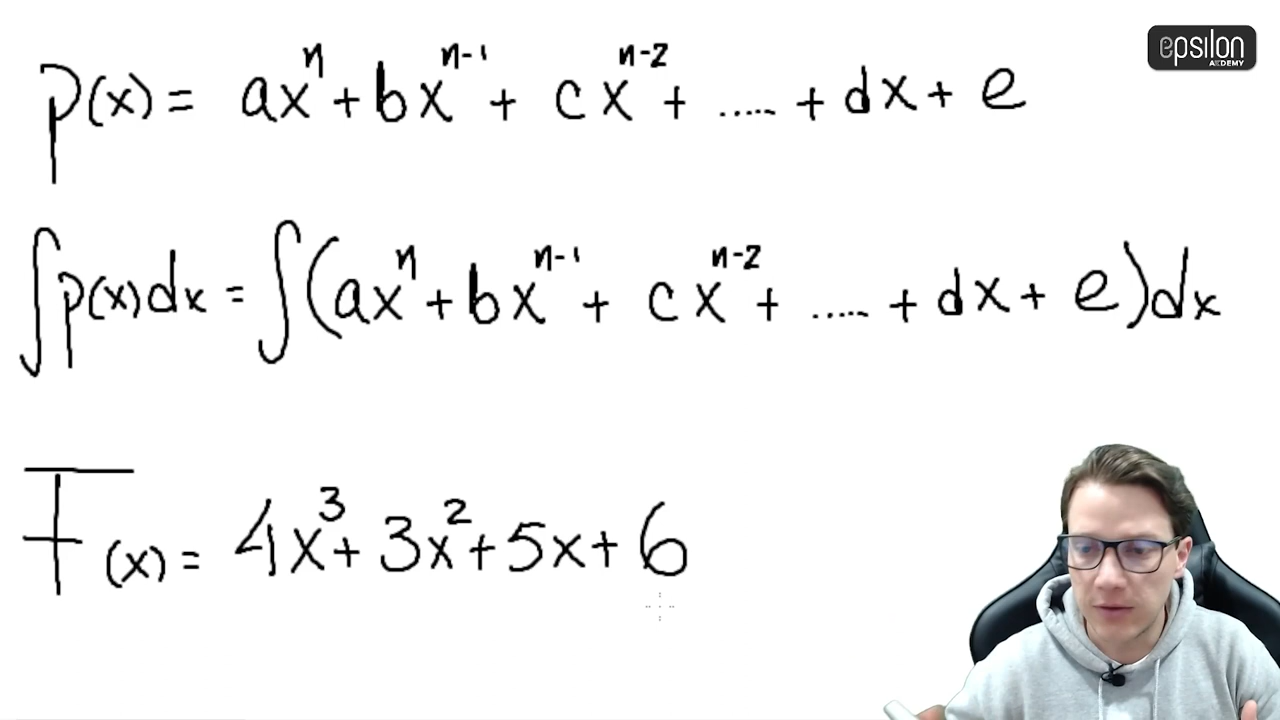 epsilon
AKADEMY
p(x) = ax^n + bx^{n-1} + cx^{n-2} + ..... + dx + e
∫p(x)dx = ∫(ax^n + bx^{n-1} + cx^{n-2} + ..... + dx + e)dx
F(x) = 4x^3 + 3x^2 + 5x + 6